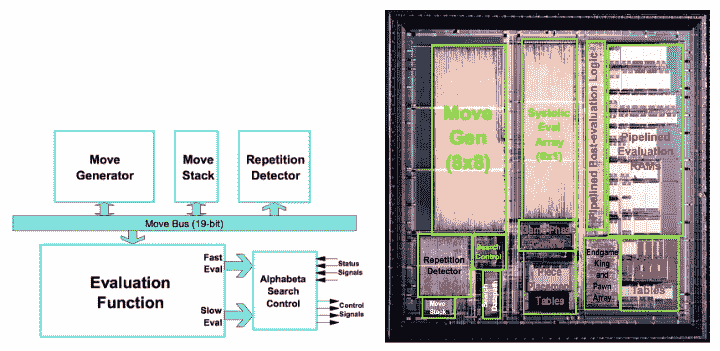 Move
Generator
Move
Stack
Repetition
Detector
Move Bus (19-bit)
Evaluation
Function
Fast
Eval
Slow
Eval
Alphabeta
Search
Control
Status
Signals
Control
Signals
Move
Gen
(8x8)
Systolic
Eval
Array
(8x1)
Pipelined Post-evaluation Logic
Pipelined
Evaluation
RAMs
Repetition
Detector
Search
Control
Move
Stack
Search
Tables
Endgame
King
and
Pawn
Array
Tables